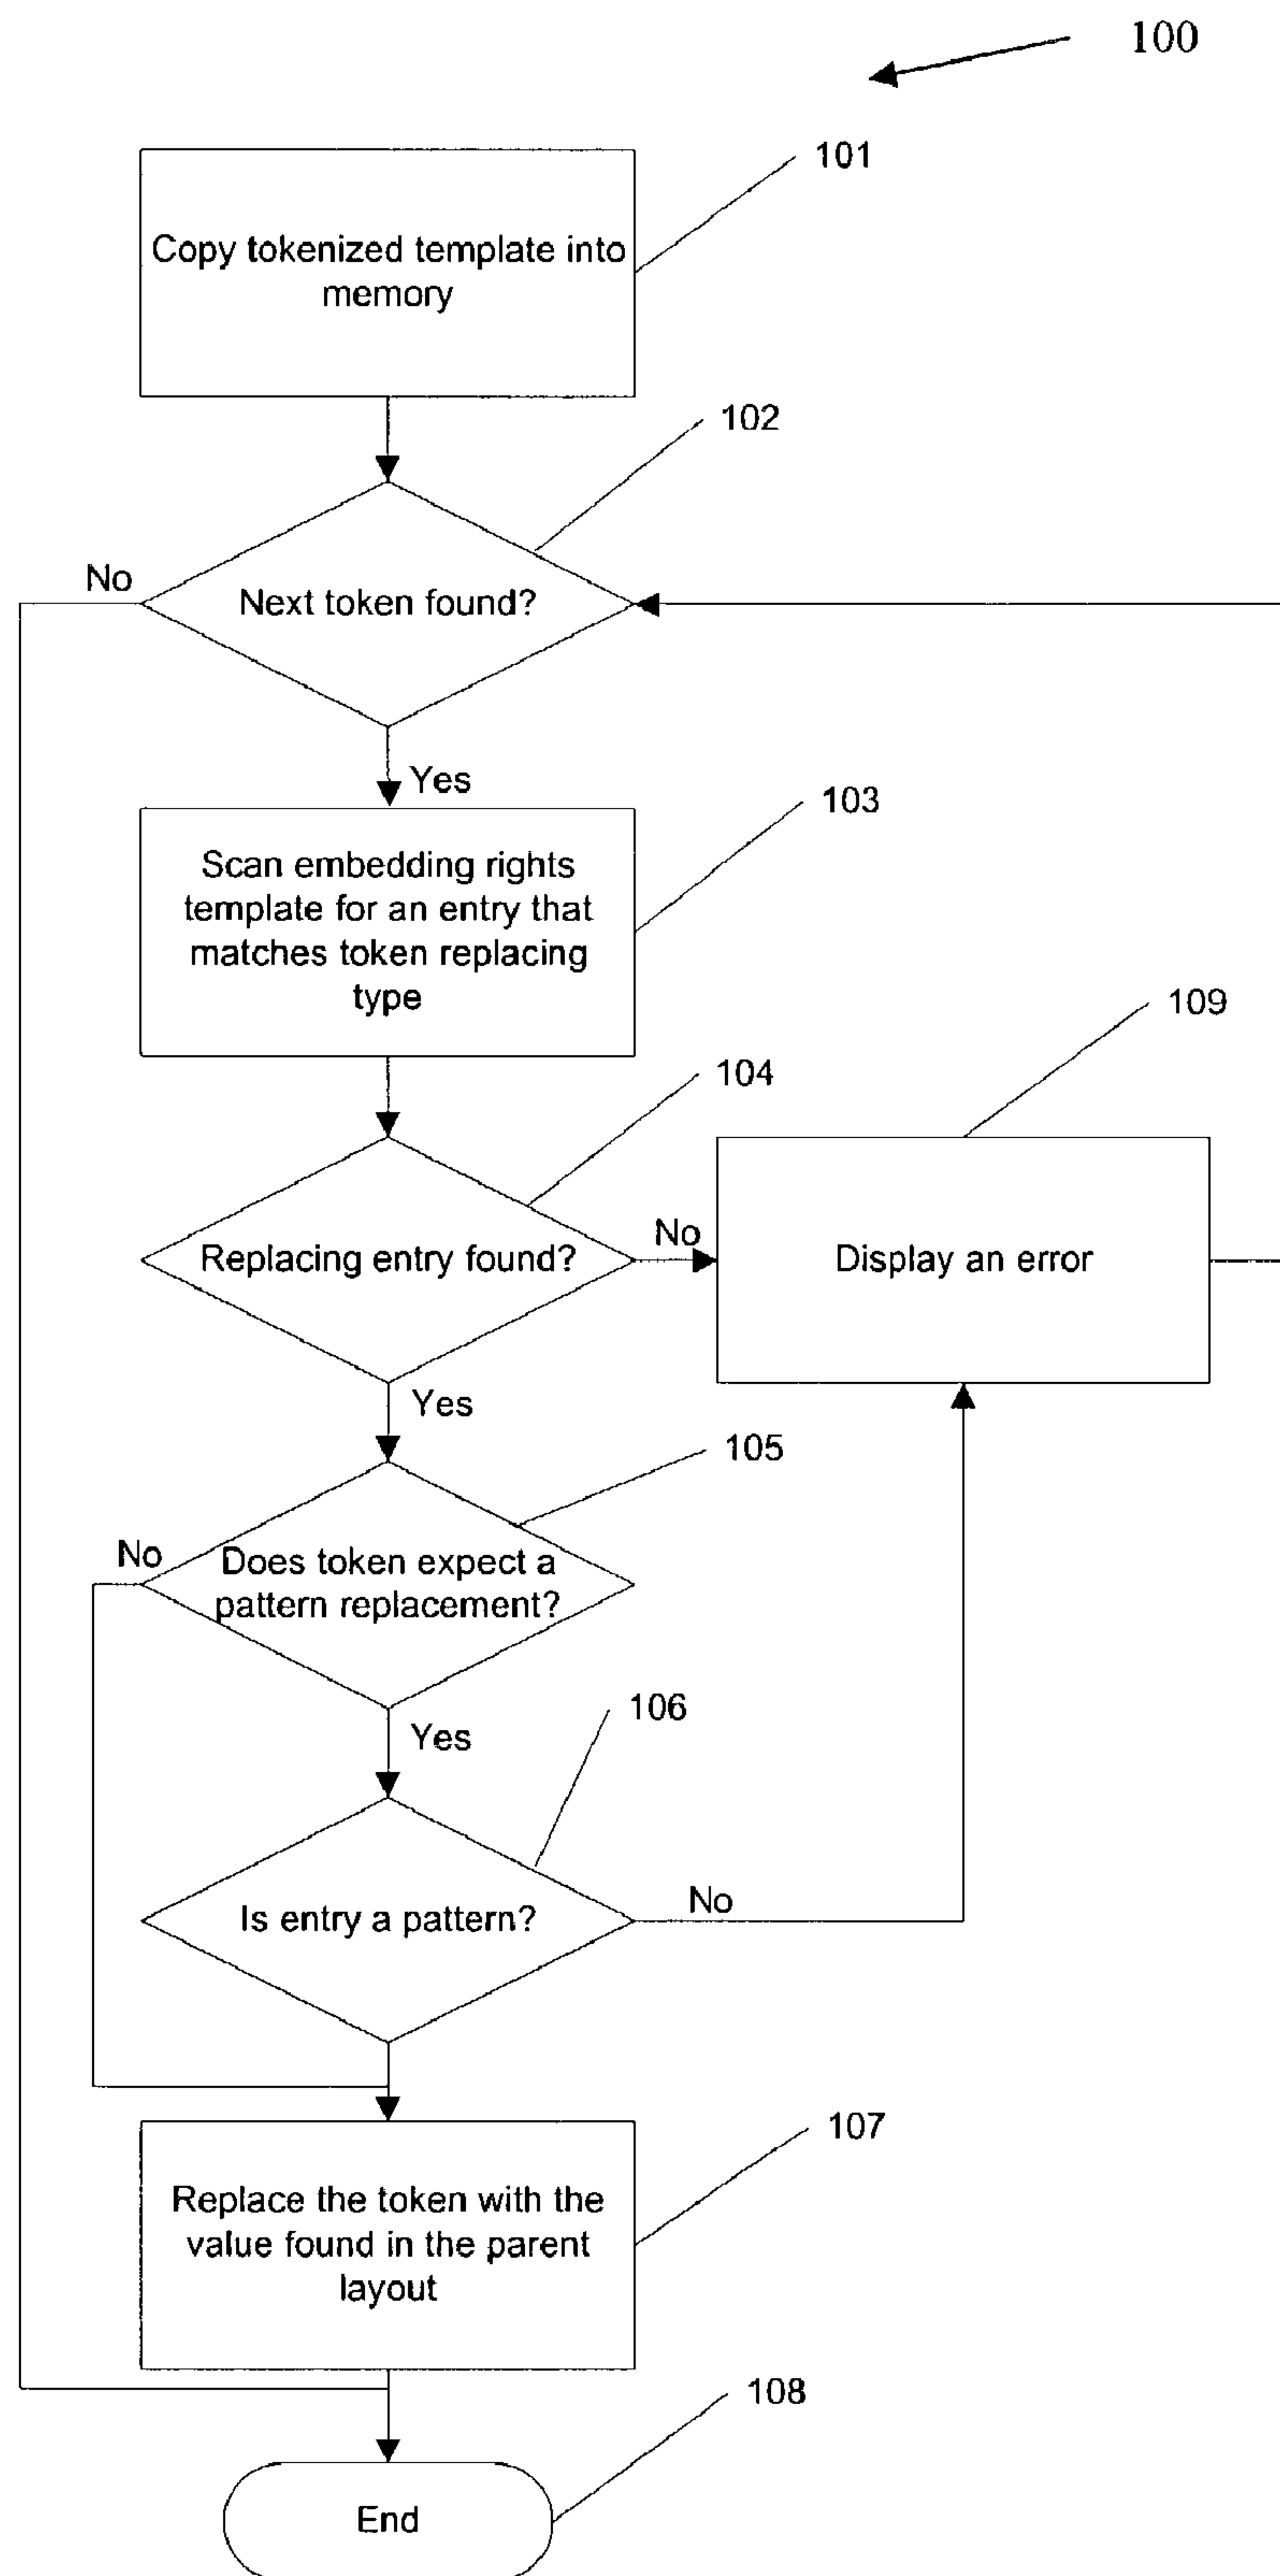 100
101
Copy tokenized template into
memory
102
No
Next token found?
Yes
103
Scan embedding rights
template for an entry that
matches token replacing
type
109
104
No
Replacing entry found?
Display an error
Yes
105
No
Does token expect a
pattern replacement?
106
Yes
No
Is entry a pattern?
107
Replace the token with the
value found in the parent
layout
108
End